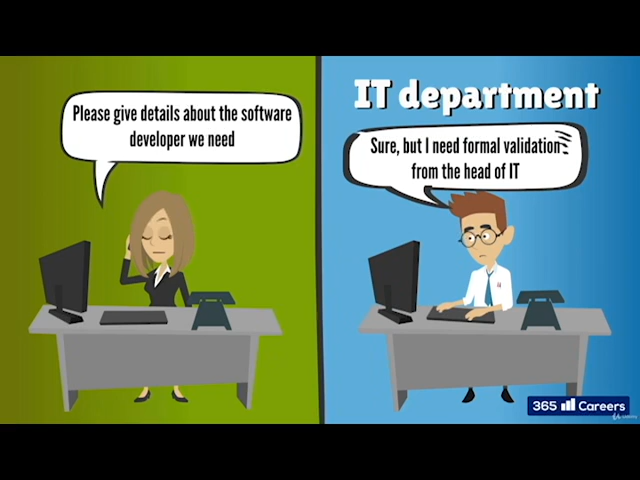 IT department
Please give details about the software
developer we need
Sure, but I need formal validation
from the head of IT
365 Careers